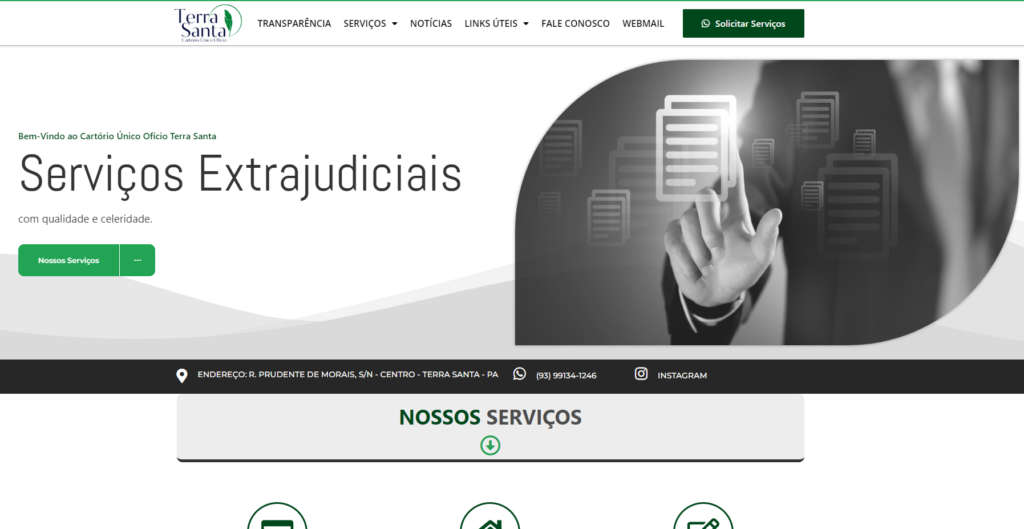 Terra
Santa
Cartório Único Ofício
TRANSPARÊNCIA
SERVIÇOS
NOTÍCIAS
LINKS ÚTEIS
FALE CONOSCO
WEBMAIL
Solicitar Serviços
Bem-Vindo ao Cartório Único Ofício Terra Santa
Serviços Extrajudiciais
com qualidade e celeridade.
Nossos Serviços
ENDEREÇO: R. PRUDENTE DE MORAIS, S/N - CENTRO - TERRA SANTA - PA
(93) 99134-1246
INSTAGRAM
NOSSOS SERVIÇOS